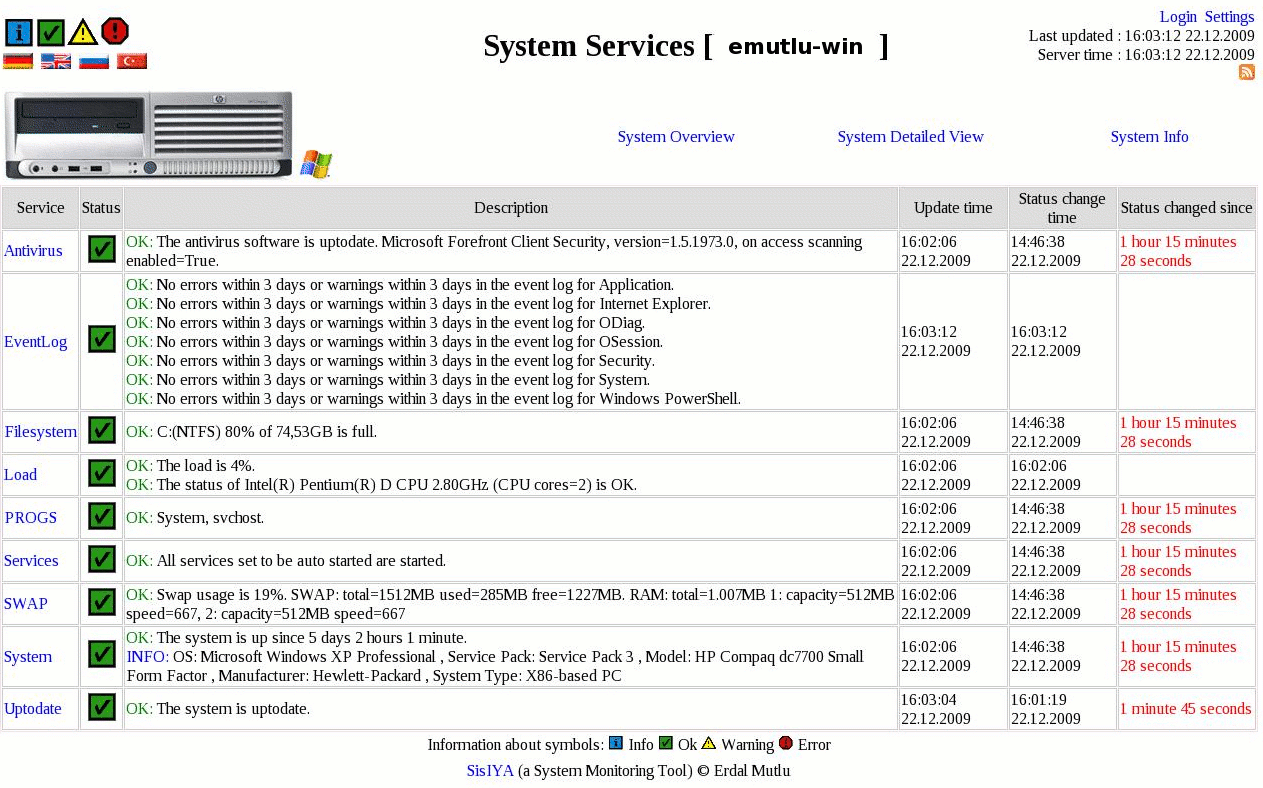 Login Settings
System Services [ emutlu-win ]
Last updated : 16:03:12 22.12.2009
Server time : 16:03:12 22.12.2009
System Overview
System Detailed View
System Info
Service
Status
Description
Update time
Status change
time
Status changed since
Antivirus
OK: The antivirus software is uptodate. Microsoft Forefront Client Security, version=1.5.1973.0, on access scanning
enabled=True.
16:02:06
22.12.2009
14:46:38
22.12.2009
1 hour 15 minutes
28 seconds
EventLog
OK: No errors within 3 days or warnings within 3 days in the event log for Application.
OK: No errors within 3 days or warnings within 3 days in the event log for Internet Explorer.
OK: No errors within 3 days or warnings within 3 days in the event log for ODiag.
OK: No errors within 3 days or warnings within 3 days in the event log for OSession.
OK: No errors within 3 days or warnings within 3 days in the event log for Security.
OK: No errors within 3 days or warnings within 3 days in the event log for System.
OK: No errors within 3 days or warnings within 3 days in the event log for Windows PowerShell.
16:03:12
22.12.2009
16:03:12
22.12.2009
Filesystem
OK: C:(NTFS) 80% of 74,53GB is full.
16:02:06
22.12.2009
14:46:38
22.12.2009
1 hour 15 minutes
28 seconds
Load
OK: The load is 4%.
OK: The status of Intel(R) Pentium(R) D CPU 2.80GHz (CPU cores=2) is OK.
16:02:06
22.12.2009
16:02:06
22.12.2009
PROGS
OK: System, svchost.
16:02:06
22.12.2009
14:46:38
22.12.2009
1 hour 15 minutes
28 seconds
Services
OK: All services set to be auto started are started.
16:02:06
22.12.2009
14:46:38
22.12.2009
1 hour 15 minutes
28 seconds
SWAP
OK: Swap usage is 19%. SWAP: total=1512MB used=285MB free=1227MB. RAM: total=1.007MB 1: capacity=512MB
speed=667, 2: capacity=512MB speed=667
16:02:06
22.12.2009
14:46:38
22.12.2009
1 hour 15 minutes
28 seconds
System
OK: The system is up since 5 days 2 hours 1 minute.
INFO: OS: Microsoft Windows XP Professional , Service Pack: Service Pack 3 , Model: HP Compaq dc7700 Small
Form Factor , Manufacturer: Hewlett-Packard , System Type: X86-based PC
16:02:06
22.12.2009
14:46:38
22.12.2009
1 hour 15 minutes
28 seconds
Uptodate
OK: The system is uptodate.
16:03:04
22.12.2009
16:01:19
22.12.2009
1 minute 45 seconds
Information about symbols: Info Ok Warning Error
SisIYA (a System Monitoring Tool) © Erdal Mutlu